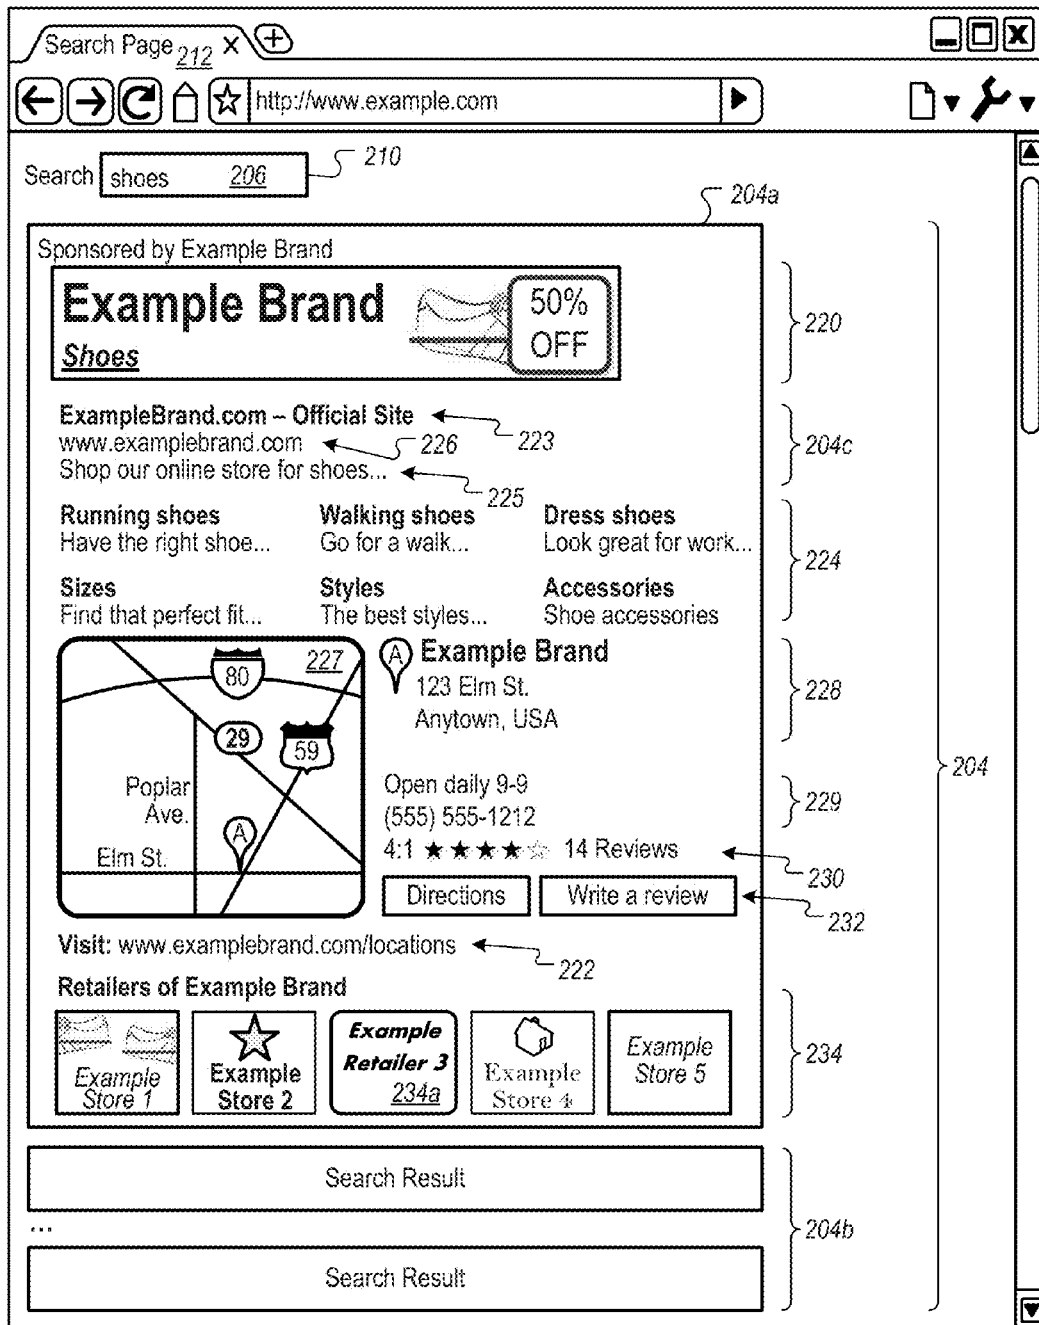 Search Page 212 X
http://www.example.com
Search shoes 206 210
204a
Sponsored by Example Brand
Example Brand
Shoes
50%
OFF
220
ExampleBrand.com – Official Site 223
www.examplebrand.com 226
Shop our online store for shoes... 225
204c
Running shoes Walking shoes Dress shoes
Have the right shoe... Go for a walk... Look great for work...
224
Sizes Styles Accessories
Find that perfect fit... The best styles... Shoe accessories
227
80
29
59
Poplar
Ave.
Elm St.
A
A Example Brand
123 Elm St.
Anytown, USA
228
204
Open daily 9-9
(555) 555-1212
229
4:1 14 Reviews 230
Directions Write a review 232
Visit: www.examplebrand.com/locations 222
Retailers of Example Brand
Example
Store 1
Example
Store 2
Example
Retailer 3
234a
Example
Store 4
Example
Store 5
234
Search Result
...
204b
Search Result